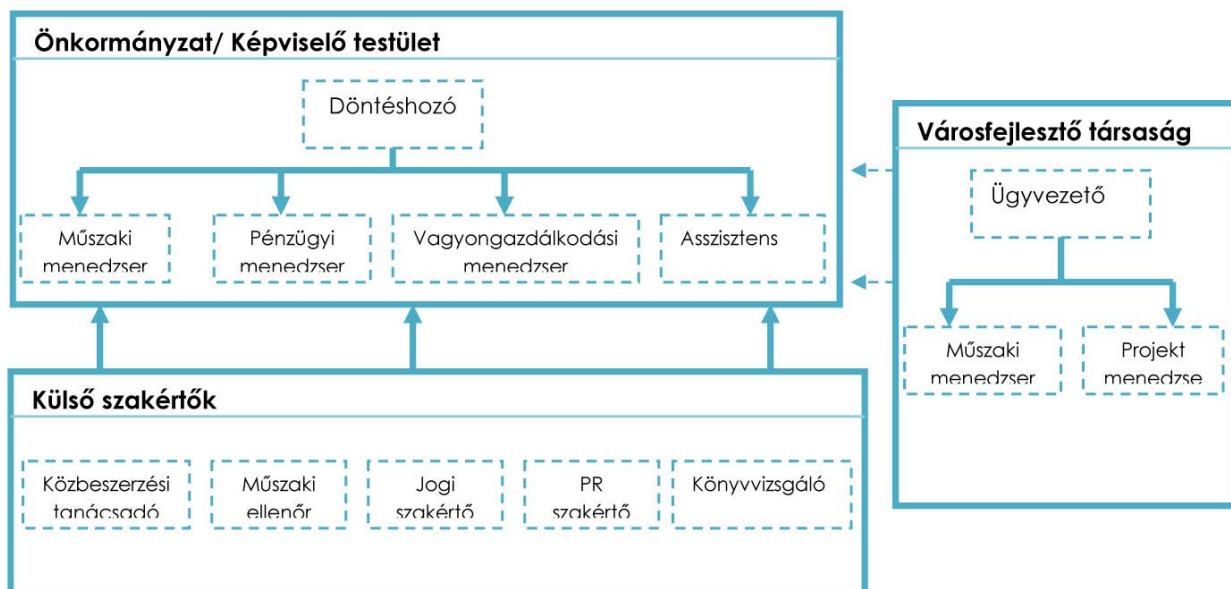 Önkormányzat/ Képviselő testület
Döntéshozó
Műszaki
menedzser
Pénzügyi
menedzser
Vagyongazdálkodási
menedzser
Asszisztens
Városfejlesztő társaság
Ügyvezető
Műszaki
menedzser
Projekt
menedzse
Külső szakértők
Közbeszerzési
tanácsadó
Műszaki
ellenőr
Jogi
szakértő
PR
szakértő
Könyvvizsgáló